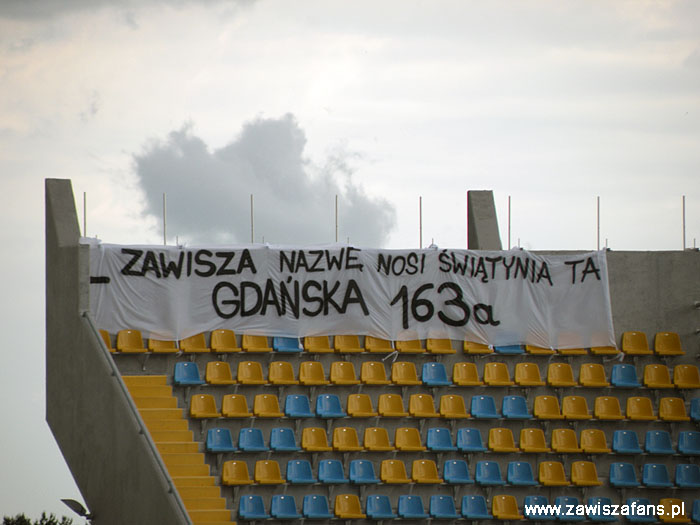 _ ZAWISZA NAZWĘ NOSI ŚWIĄTYNIA TA
GDAŃSKA 163a
www.zawiszafans.pl